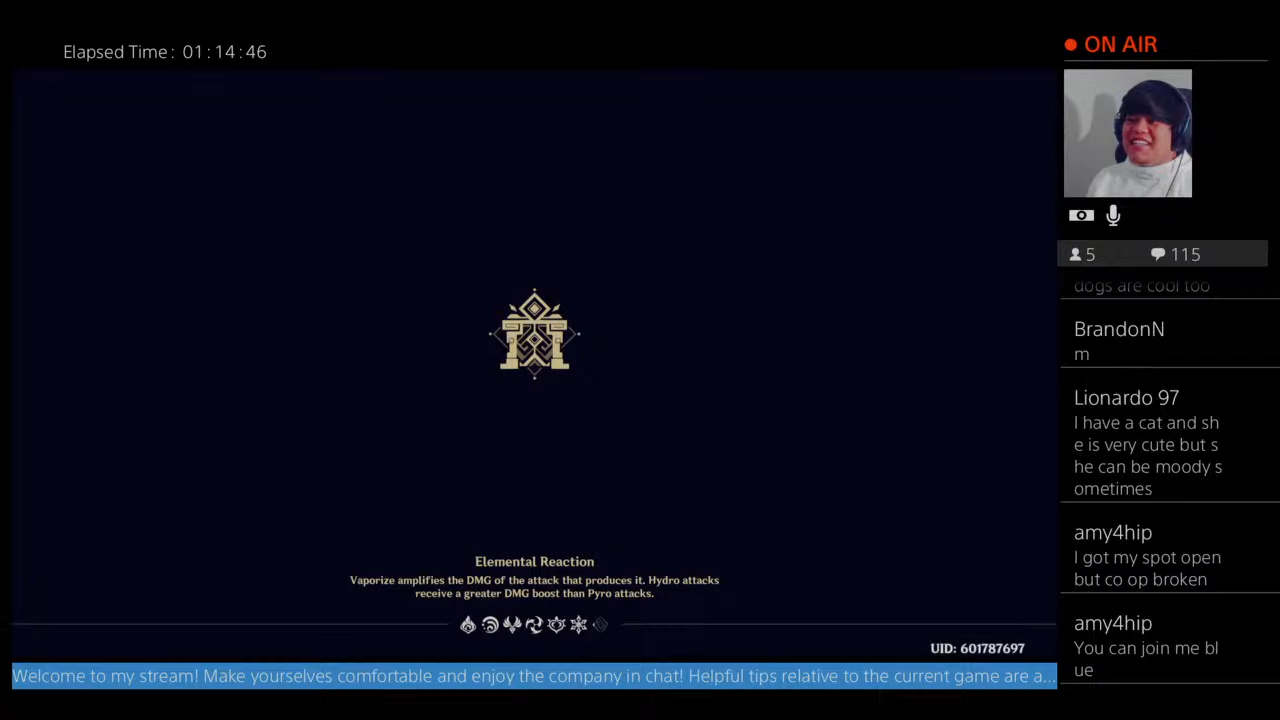 Elapsed Time: 01:14:46
ON AIR
5 115
dogs are cool too
BrandonN
m
Lionardo 97
I have a cat and sh
e is very cute but s
he can be moody s
ometimes
amy4hip
I got my spot open
but co op broken
amy4hip
You can join me bl
ue
Elemental Reaction
Vaporize amplifies the DMG of the attack that produces it. Hydro attacks
receive a greater DMG boost than Pyro attacks.
UID: 601787697
Welcome to my stream! Make yourselves comfortable and enjoy the company in chat! Helpful tips relative to the current game are a...